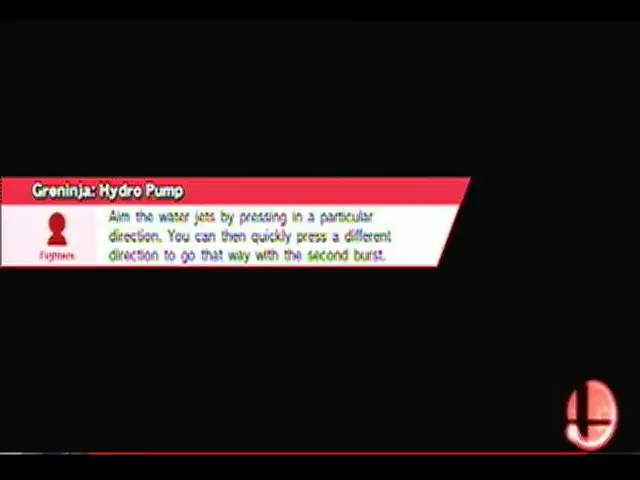 Greninja: Hydro Pump
Aim the water jets by pressing in a particular
direction. You can then quickly press a different
direction to go that way with the second burst.
Fighters